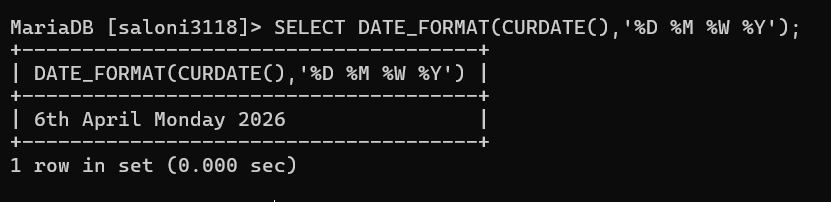 MariaDB [saloni3118]> SELECT DATE_FORMAT(CURDATE(),'%D %M %W %Y');
+--------------------------------------+
| DATE_FORMAT(CURDATE(),'%D %M %W %Y') |
+--------------------------------------+
| 6th April Monday 2026                |
+--------------------------------------+
1 row in set (0.000 sec)